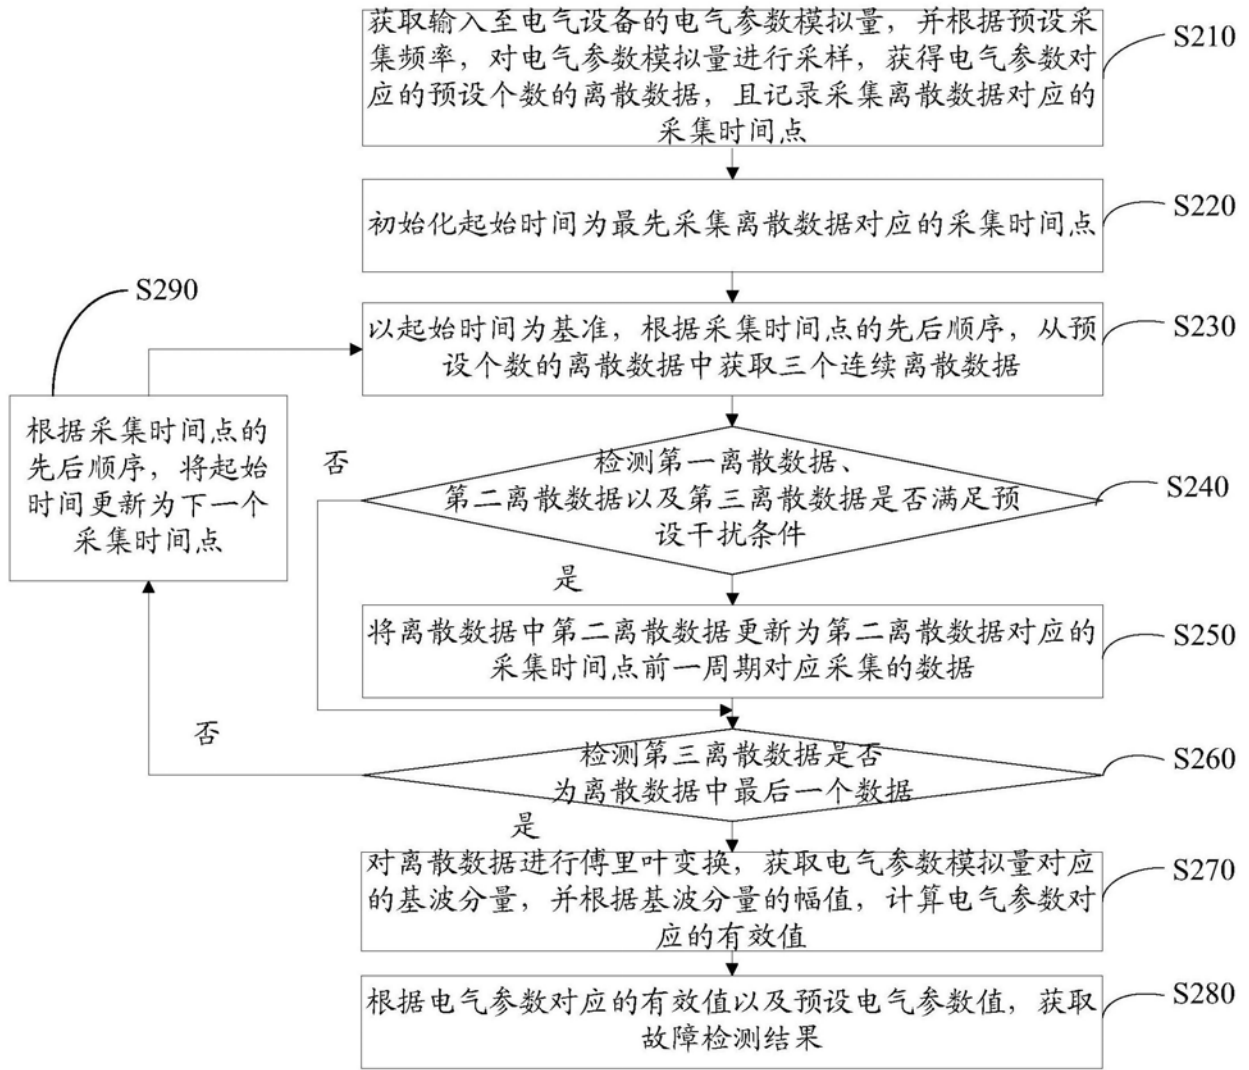 获取输入至电气设备的电气参数模拟量，并根据预设采
集频率，对电气参数模拟量进行采样，获得电气参数对
应的预设个数的离散数据，且记录采集离散数据对应的
采集时间点
S210
初始化起始时间为最先采集离散数据对应的采集时间点
S220
S290
以起始时间为基准，根据采集时间点的先后顺序，从预
设个数的离散数据中获取三个连续离散数据
S230
根据采集时间点的
先后顺序，将起始
时间更新为下一个
采集时间点
否
检测第一离散数据、
第二离散数据以及第三离散数据是否满足预
设干扰条件
S240
是
将离散数据中第二离散数据更新为第二离散数据对应的
采集时间点前一周期对应采集的数据
S250
否
检测第三离散数据是否
为离散数据中最后一个数据
S260
是
对离散数据进行傅里叶变换，获取电气参数模拟量对应
的基波分量，并根据基波分量的幅值，计算电气参数对
应的有效值
S270
根据电气参数对应的有效值以及预设电气参数值，获取
故障检测结果
S280